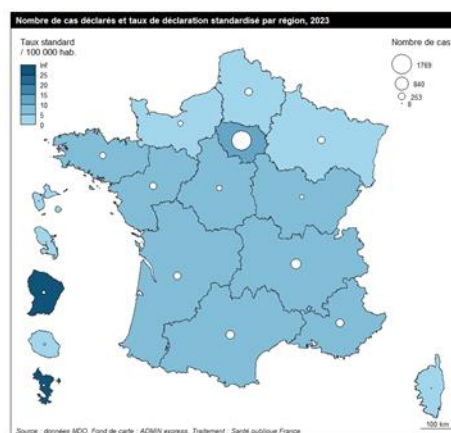 Nombre de cas déclarés et taux de déclaration standardisé par région, 2023
Taux standard
/ 100 000 hab.
Inf
25
20
15
10
5
0
Nombre de cas
1769
840
253
8
100 km
Source : données MDO, Fond de carte : ADMIN express, Traitement : Santé publique France